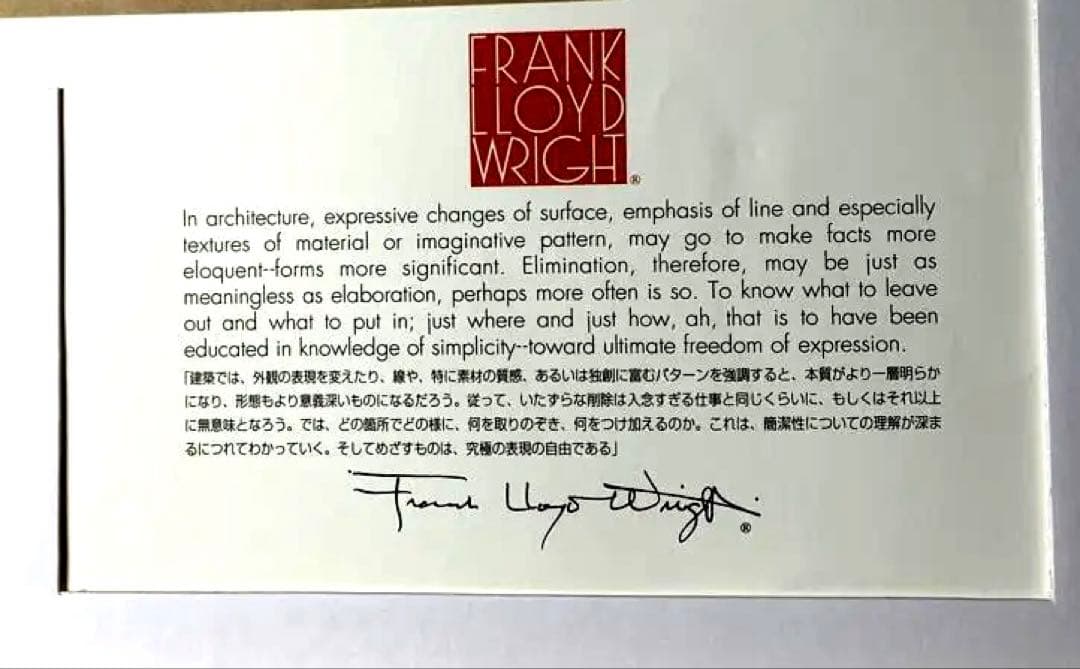 FRANK
LLOYD
WRIGHT
®
In architecture, expressive changes of surface, emphasis of line and especially
textures of material or imaginative pattern, may go to make facts more
eloquent--forms more significant. Elimination, therefore, may be just as
meaningless as elaboration, perhaps more often is so. To know what to leave
out and what to put in; just where and just how, ah, that is to have been
educated in knowledge of simplicity--toward ultimate freedom of expression.
「建築では、外観の表現を変えたり、線や、特に素材の質感、あるいは独創に富むパターンを強調すると、本質がより一層明らか
になり、形態もより意義深いものになるだろう。従って、いたずらな削除は入念すぎる仕事と同じくらいに、もしくはそれ以上
に無意味となろう。では、どの箇所でどの様に、何を取りのぞき、何をつけ加えるのか。これは、簡潔性についての理解が深ま
るにつれてわかっていく。そしてめざすものは、究極の表現の自由である」
Frank Lloyd Wright
®